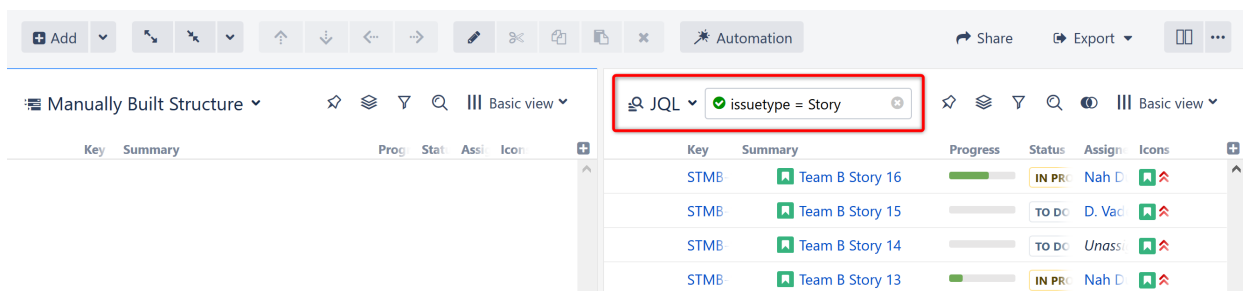 Add Automation Share Export
Manually Built Structure Basic view JQL issuetype = Story Basic view
Key Summary Prog Stat Assi Icon Key Summary Progress Status Assign Icons
STMB- Team B Story 16 IN PRO Nah D.
STMB- Team B Story 15 TO DO D. Vad
STMB- Team B Story 14 TO DO Unass
STMB- Team B Story 13 IN PRO Nah D